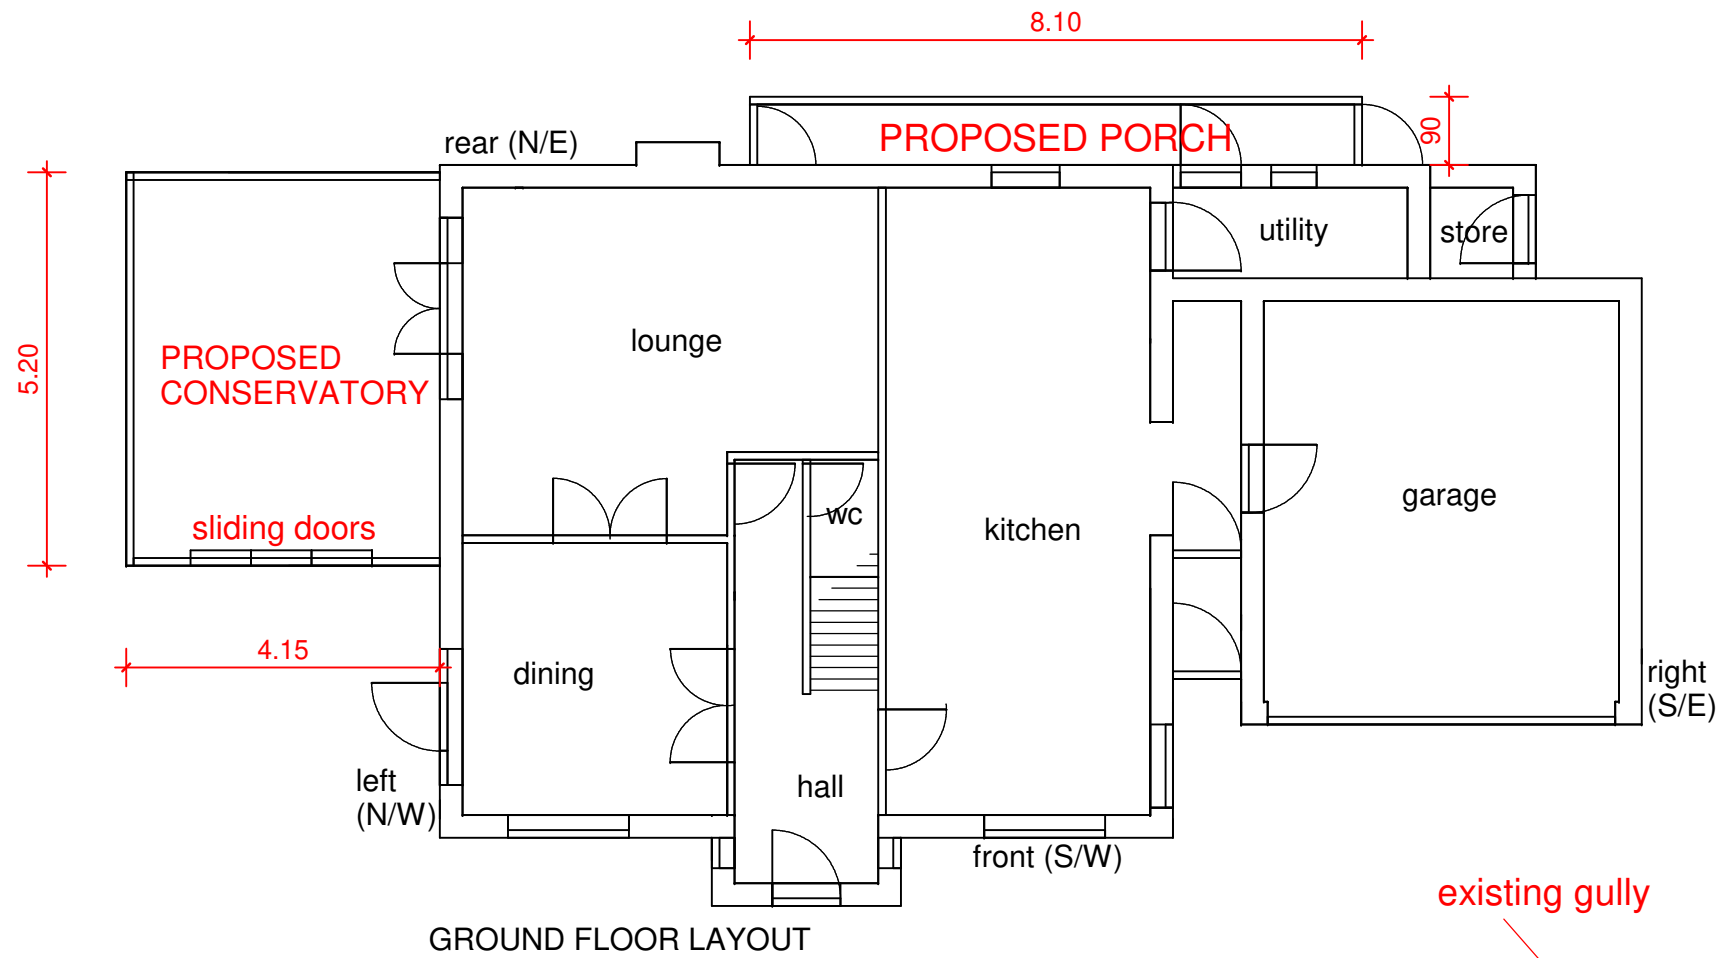 8.10
rear (N/E)
PROPOSED PORCH
90
utility
store
5.20
lounge
PROPOSED
CONSERVATORY
garage
sliding doors
wc
kitchen
4.15
dining
right
(S/E)
left
(N/W)
hall
front (S/W)
existing gully
GROUND FLOOR LAYOUT